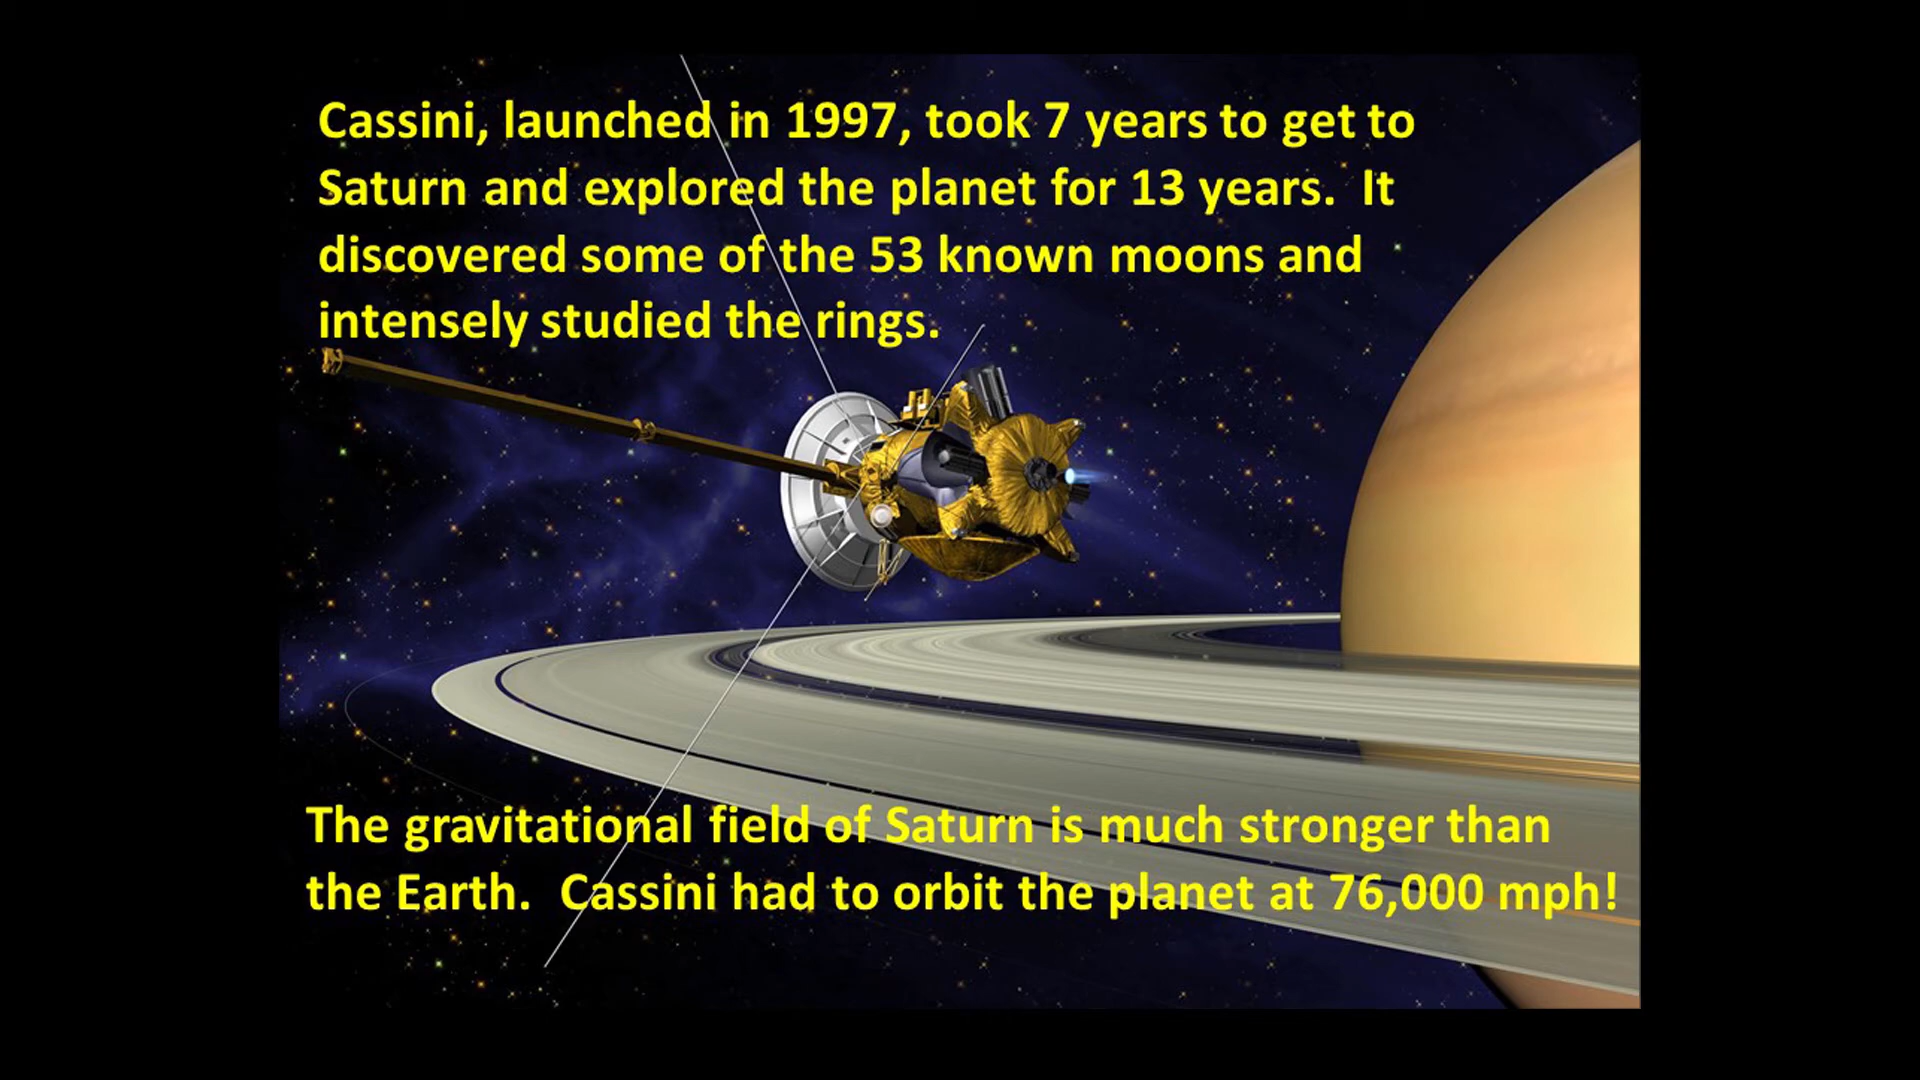 Cassini, launched in 1997, took 7 years to get to
Saturn and explored the planet for 13 years.  It
discovered some of the 53 known moons and
intensely studied the rings.
The gravitational field of Saturn is much stronger than
the Earth.  Cassini had to orbit the planet at 76,000 mph!